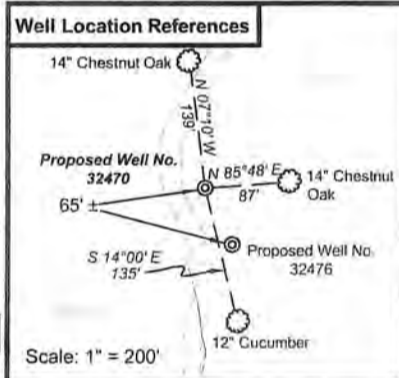 Well Location References
14" Chestnut Oak
N 07°10' W
139'
Proposed Well No.
32470
N 85°48' E
87'
14" Chestnut
Oak
65' ±
S 14°00' E
135'
Proposed Well No.
32476
12" Cucumber
Scale: 1" = 200'